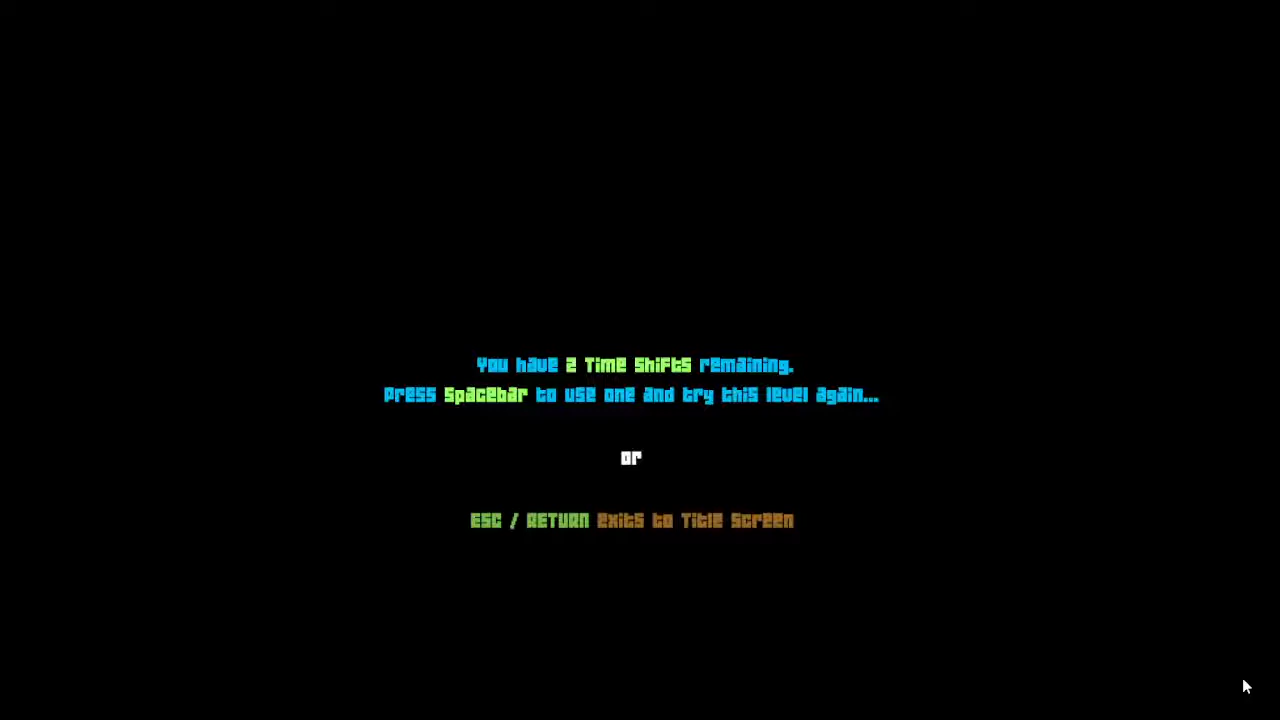 You have 2 Time Shifts remaining.
Press Spacebar to use one and try this level again...
or
ESC / RETURN exits to Title Screen